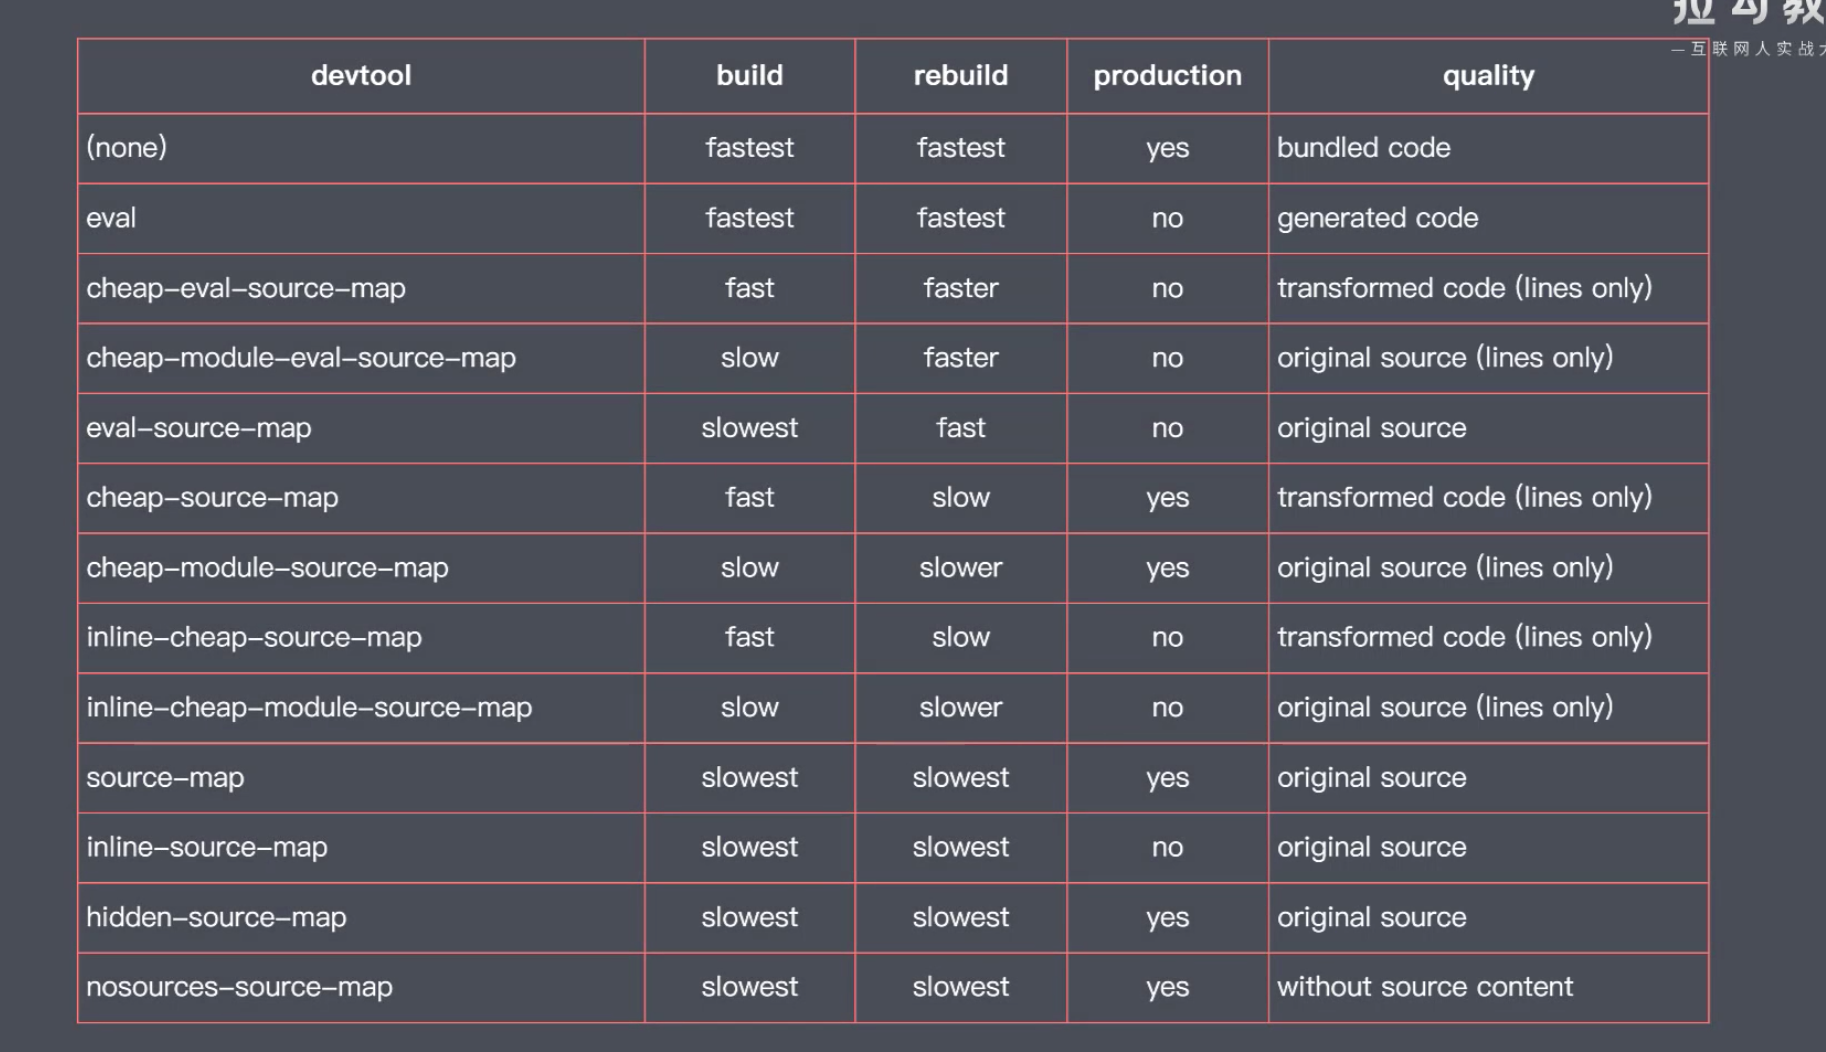 拉勾教
—互联网人实战大
devtool build rebuild production quality
(none) fastest fastest yes bundled code
eval fastest fastest no generated code
cheap-eval-source-map fast faster no transformed code (lines only)
cheap-module-eval-source-map slow faster no original source (lines only)
eval-source-map slowest fast no original source
cheap-source-map fast slow yes transformed code (lines only)
cheap-module-source-map slow slower yes original source (lines only)
inline-cheap-source-map fast slow no transformed code (lines only)
inline-cheap-module-source-map slow slower no original source (lines only)
source-map slowest slowest yes original source
inline-source-map slowest slowest no original source
hidden-source-map slowest slowest yes original source
nosources-source-map slowest slowest yes without source content